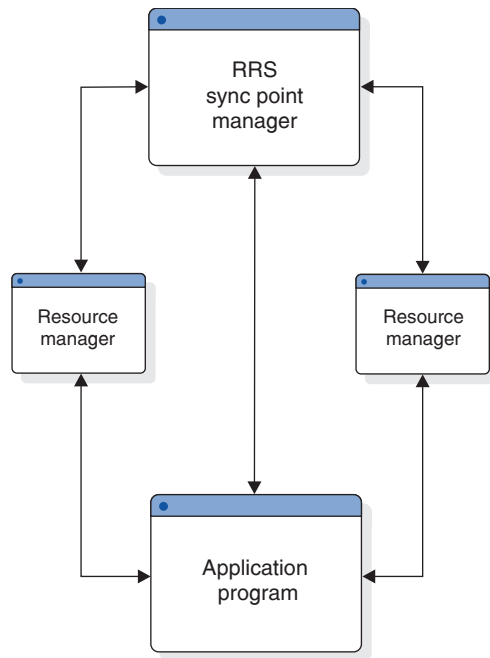 RRS
sync point
manager
Resource
manager
Resource
manager
Application
program